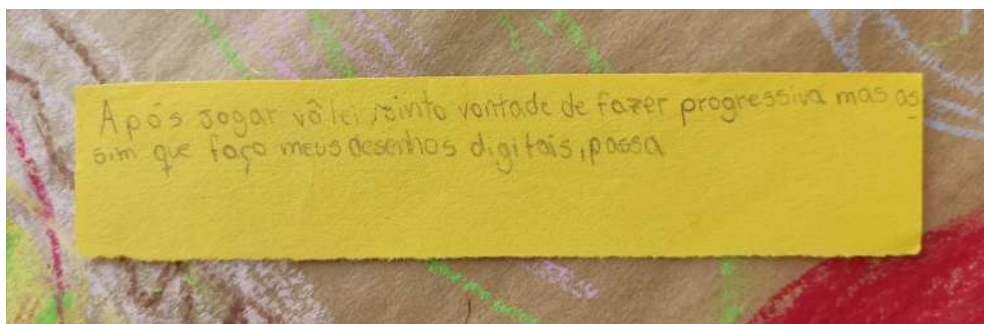 Após jogar vôlei, sinto vontade de fazer progressiva mas as
sim que faço meus desenhos digitais, passa